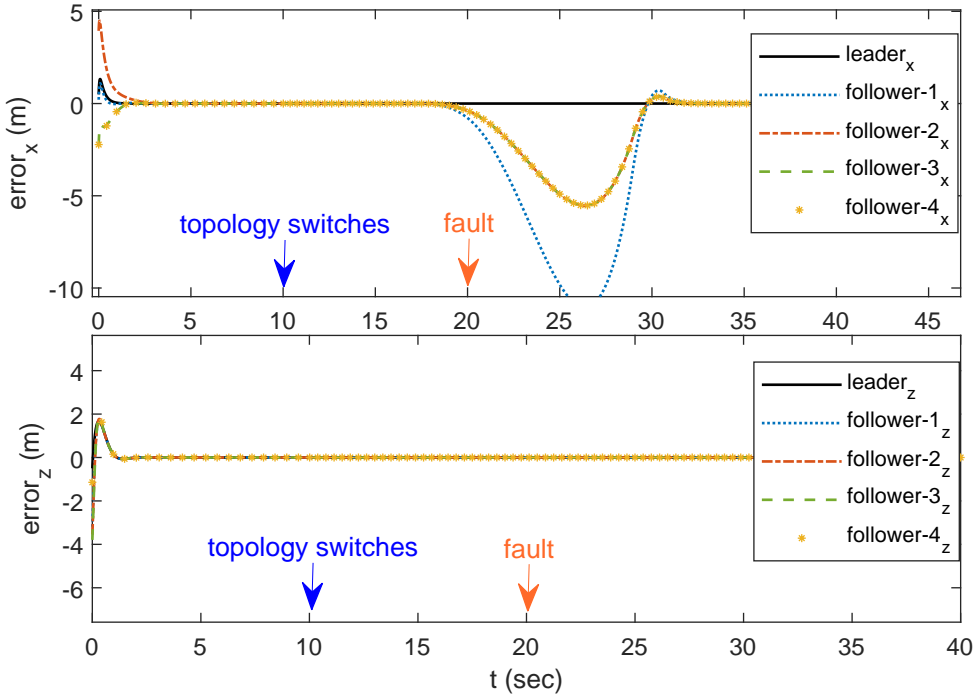 5
0
-5
-10
error_x (m)
leader_x
follower-1_x
follower-2_x
follower-3_x
follower-4_x
topology switches
fault
0 5 10 15 20 25 30 35 40 45
4
2
0
-2
-4
-6
error_z (m)
leader_z
follower-1_z
follower-2_z
follower-3_z
follower-4_z
topology switches
fault
0 5 10 15 20 25 30 35 40
t (sec)